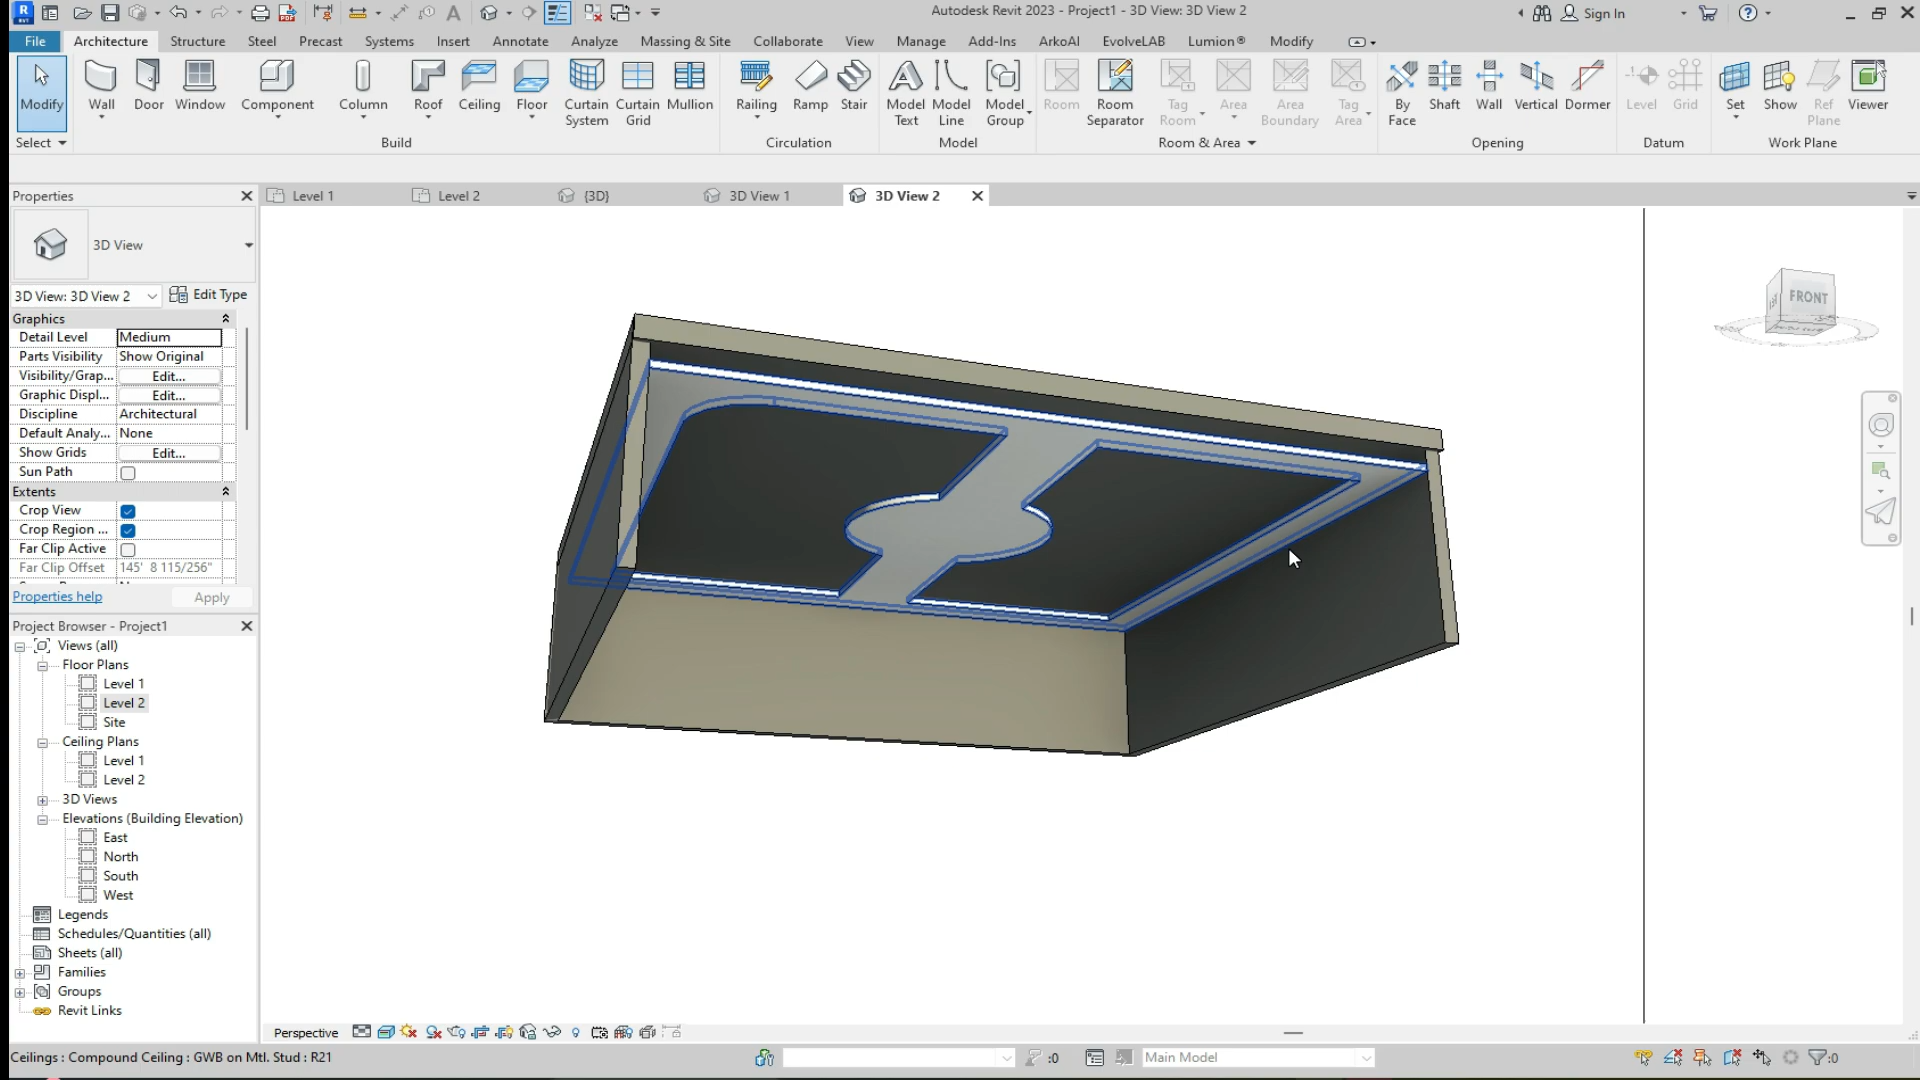 Autodesk Revit 2023 - Project1 - 3D View: 3D View 2
Sign In
File Architecture Structure Steel Precast Systems Insert Annotate Analyze Massing & Site Collaborate View Manage Add-Ins ArkoAI EvolveLAB Lumion® Modify
Modify
Wall
Door
Window
Component
Column
Roof
Ceiling
Floor
Curtain System
Curtain Grid
Mullion
Railing
Ramp
Stair
Model Text
Model Line
Model Group
Room
Room Separator
Tag Room
Area
Area Boundary
Tag Area
By Face
Shaft
Wall
Vertical
Dormer
Level
Grid
Set
Show
Ref Plane
Viewer
Select Build Circulation Model Room & Area Opening Datum Work Plane
Properties
Level 1
Level 2
{3D}
3D View 1
3D View 2
3D View
3D View: 3D View 2
Edit Type
Graphics
Detail Level Medium
Parts Visibility Show Original
Visibility/Grap... Edit...
Graphic Displ... Edit...
Discipline Architectural
Default Analy... None
Show Grids Edit...
Sun Path
Extents
Crop View
Crop Region ...
Far Clip Active
Far Clip Offset 145' 8 115/256"
Properties help
Apply
Project Browser - Project1
Views (all)
Floor Plans
Level 1
Level 2
Site
Ceiling Plans
Level 1
Level 2
3D Views
Elevations (Building Elevation)
East
North
South
West
Legends
Schedules/Quantities (all)
Sheets (all)
Families
Groups
Revit Links
FRONT
Perspective
Ceilings : Compound Ceiling : GWB on Mtl. Stud : R21
:0
Main Model
:0